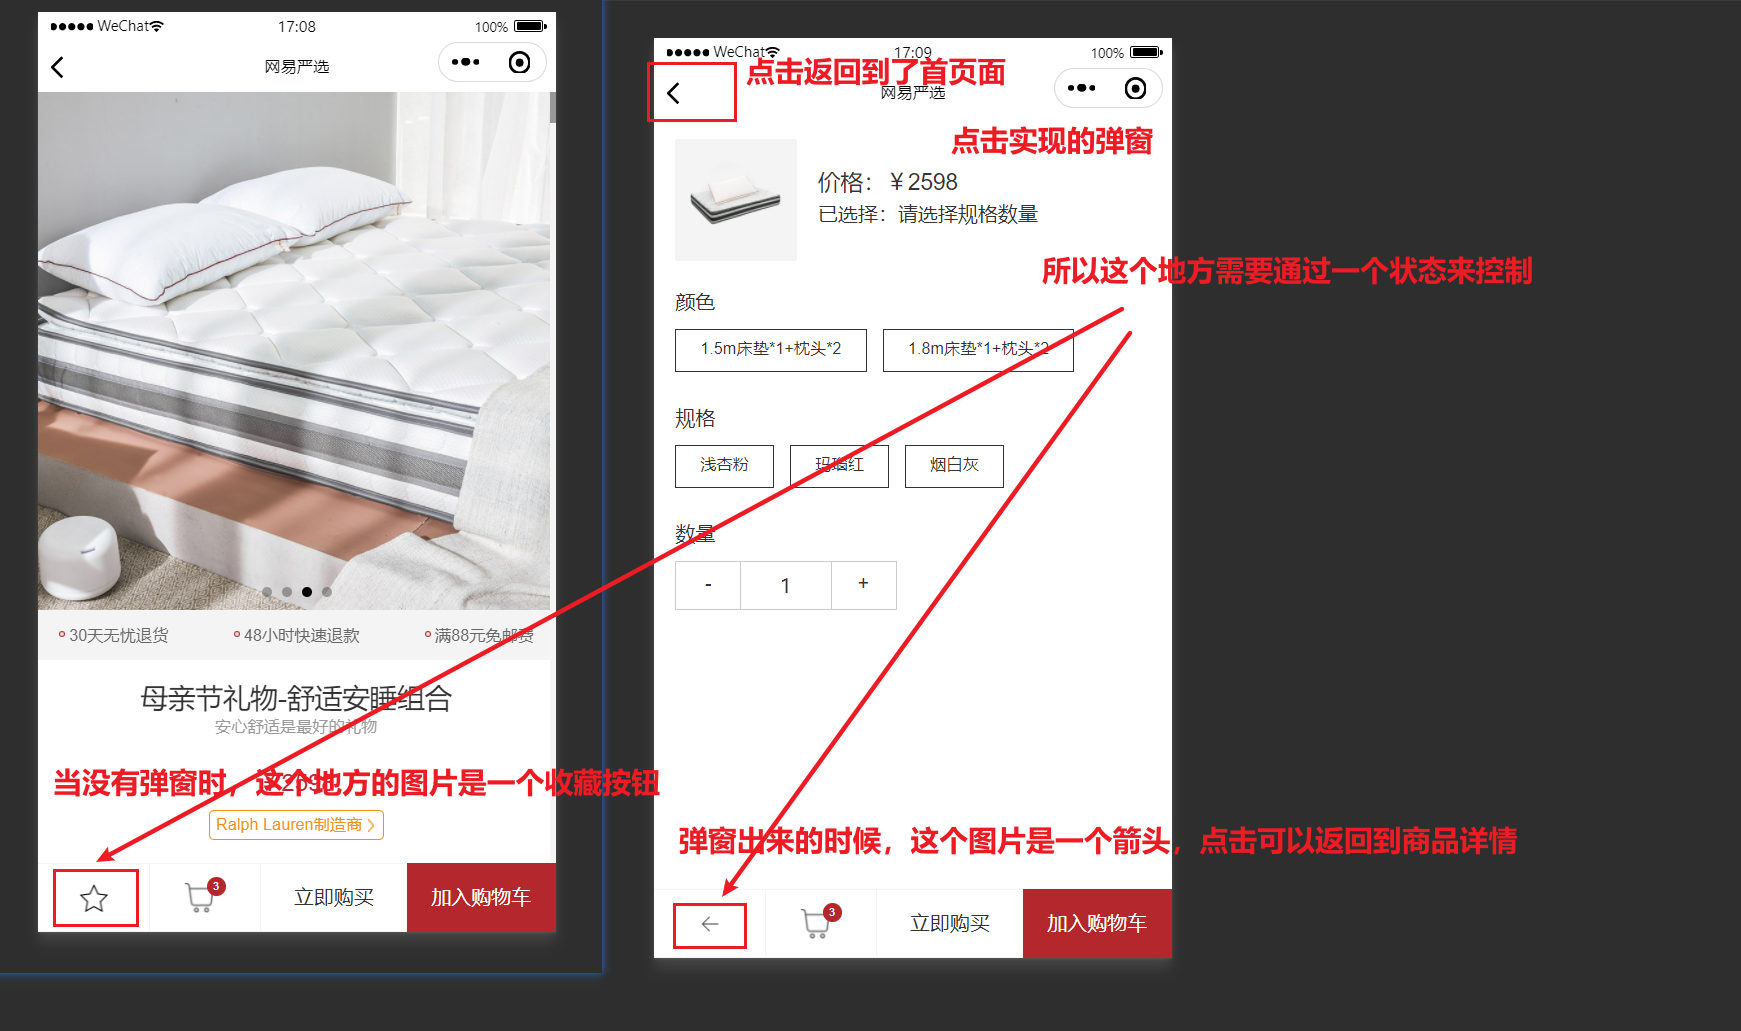 WeChat
17:08
100%
网易严选
30天无忧退货
48小时快速退款
满88元免邮费
母亲节礼物-舒适安睡组合
安心舒适是最好的礼物
当没有弹窗时，这个地方的图片是一个收藏按钮
Ralph Lauren制造商
3
立即购买
加入购物车
WeChat
17:09
100%
点击返回到了首页面
网易严选
点击实现的弹窗
价格：￥2598
已选择：请选择规格数量
所以这个地方需要通过一个状态来控制
颜色
1.5m床垫*1+枕头*2
1.8m床垫*1+枕头*2
规格
浅杏粉
玛瑙红
烟白灰
数量
-
1
+
弹窗出来的时候，这个图片是一个箭头，点击可以返回到商品详情
3
立即购买
加入购物车